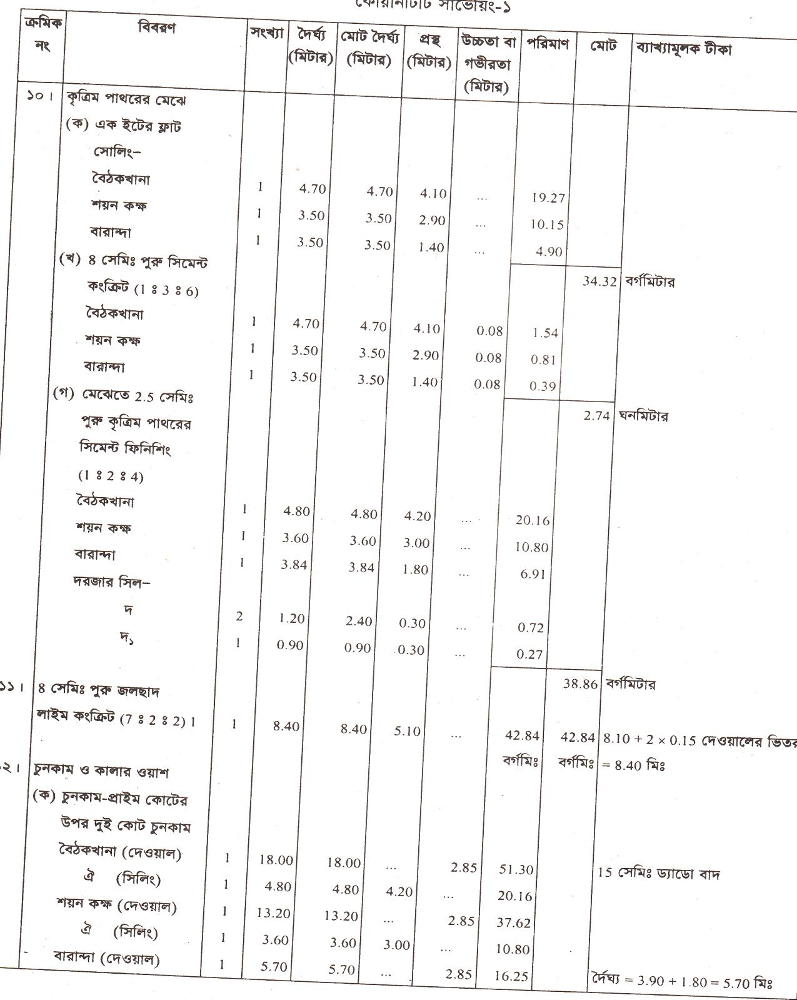 কোয়ানটিটি সার্ভেয়িং-১
ক্রমিক নং বিবরণ সংখ্যা দৈর্ঘ্য (মিটার) মোট দৈর্ঘ্য (মিটার) প্রস্থ (মিটার) উচ্চতা বা গভীরতা (মিটার) পরিমাণ মোট ব্যাখ্যামূলক টীকা
১০। কৃত্রিম পাথরের মেঝে
(ক) এক ইটের ফ্লাট
সোলিং–
বৈঠকখানা 1 4.70 4.70 4.10 ... 19.27
শয়ন কক্ষ 1 3.50 3.50 2.90 ... 10.15
বারান্দা 1 3.50 3.50 1.40 ... 4.90
34.32 বর্গমিটার
(খ) 8 সেমিঃ পুরু সিমেন্ট
কংক্রিট (1 ঃ 3 ঃ 6)
বৈঠকখানা 1 4.70 4.70 4.10 0.08 1.54
শয়ন কক্ষ 1 3.50 3.50 2.90 0.08 0.81
বারান্দা 1 3.50 3.50 1.40 0.08 0.39
2.74 ঘনমিটার
(গ) মেঝেতে 2.5 সেমিঃ
পুরু কৃত্রিম পাথরের
সিমেন্ট ফিনিশিং
(1 ঃ 2 ঃ 4)
বৈঠকখানা 1 4.80 4.80 4.20 ... 20.16
শয়ন কক্ষ 1 3.60 3.60 3.00 ... 10.80
বারান্দা 1 3.84 3.84 1.80 ... 6.91
দরজার সিল–
দ 2 1.20 2.40 0.30 ... 0.72
দ১ 1 0.90 0.90 0.30 ... 0.27
38.86 বর্গমিটার
১১। 8 সেমিঃ পুরু জলছাদ
লাইম কংক্রিট (7 ঃ 2 ঃ 2) 1 1 8.40 8.40 5.10 ... 42.84 42.84 8.10 + 2 × 0.15 দেওয়ালের ভিতর
বর্গমিঃ বর্গমিঃ = 8.40 মিঃ
২। চুনকাম ও কালার ওয়াশ
(ক) চুনকাম-প্রাইম কোটের
উপর দুই কোট চুনকাম
বৈঠকখানা (দেওয়াল) 1 18.00 18.00 ... 2.85 51.30 15 সেমিঃ ড্যাডো বাদ
ঐ (সিলিং) 1 4.80 4.80 4.20 ... 20.16
শয়ন কক্ষ (দেওয়াল) 1 13.20 13.20 ... 2.85 37.62
ঐ (সিলিং) 1 3.60 3.60 3.00 ... 10.80
বারান্দা (দেওয়াল) 1 5.70 5.70 ... 2.85 16.25 দৈর্ঘ্য = 3.90 + 1.80 = 5.70 মিঃ